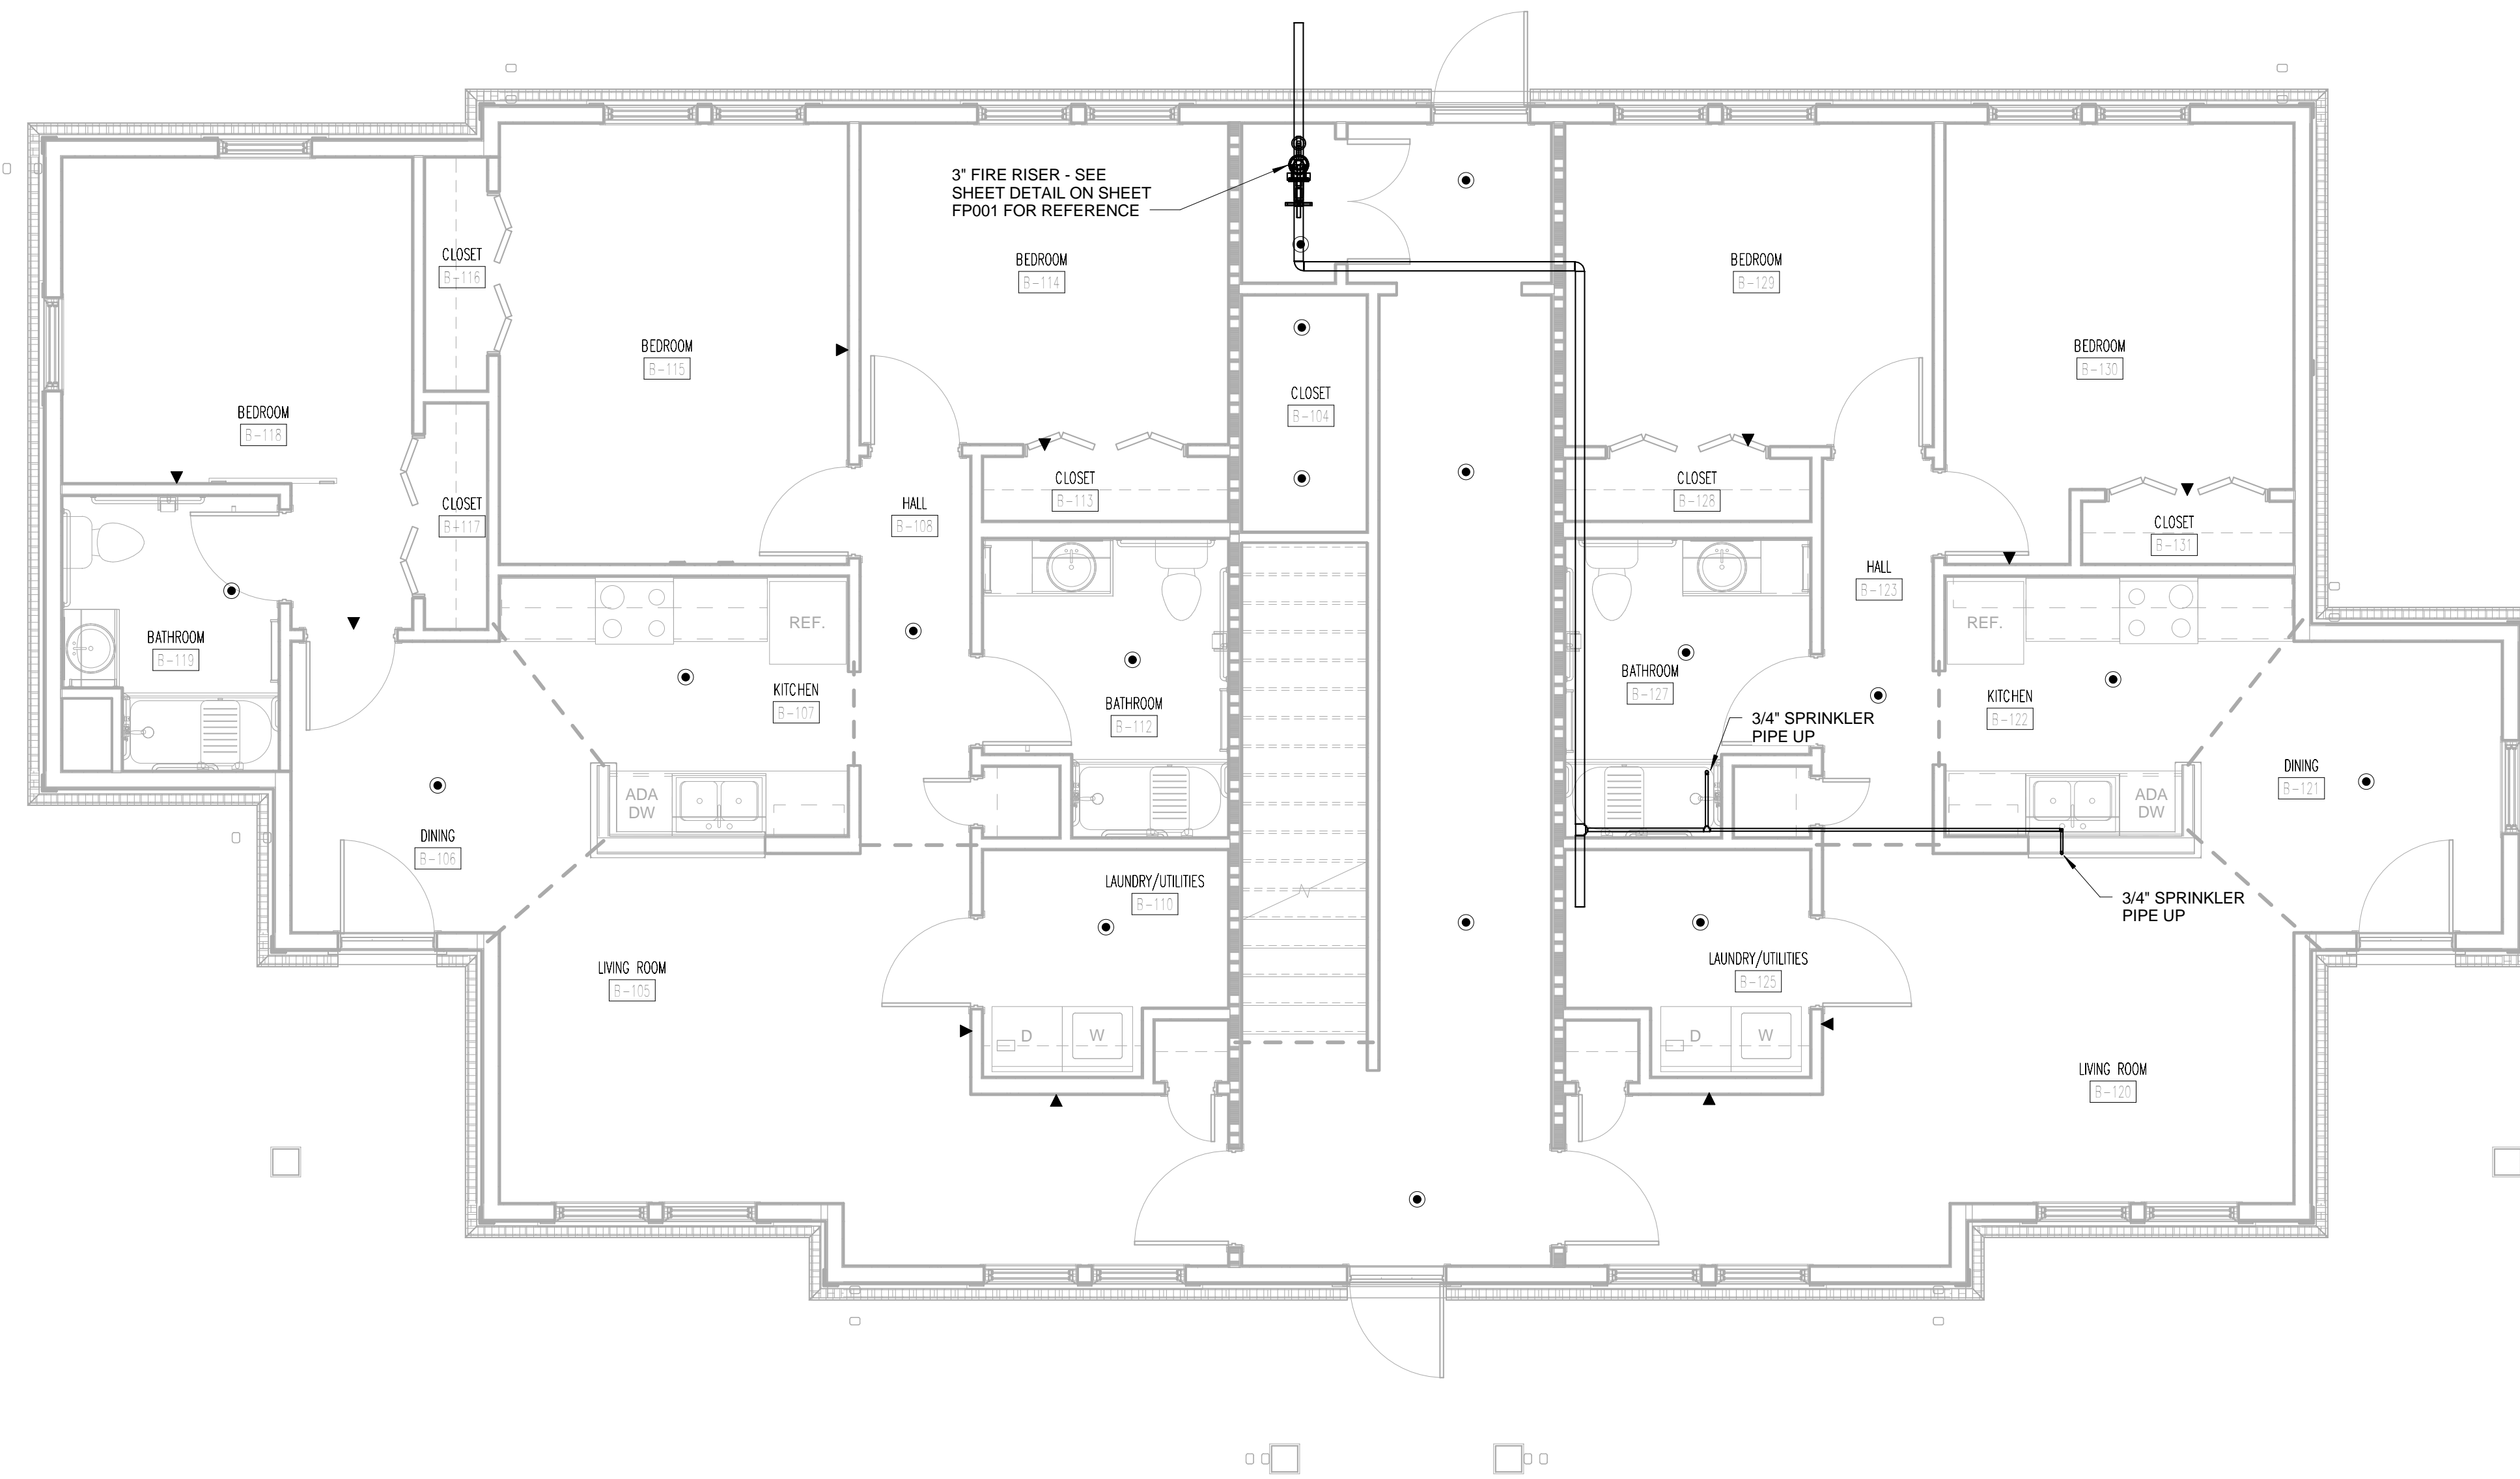 3" FIRE RISER - SEE
SHEET DETAIL ON SHEET
FP001 FOR REFERENCE
CLOSET
B-116
BEDROOM
B-114
BEDROOM
B-129
BEDROOM
B-115
BEDROOM
B-130
CLOSET
B-104
BEDROOM
B-118
CLOSET
B-117
HALL
B-108
CLOSET
B-113
CLOSET
B-128
CLOSET
B-131
HALL
B-123
REF.
REF.
BATHROOM
B-119
KITCHEN
B-107
BATHROOM
B-112
BATHROOM
B-127
KITCHEN
B-122
3/4" SPRINKLER
PIPE UP
DINING
B-121
ADA
DW
ADA
DW
DINING
B-106
LAUNDRY/UTILITIES
B-110
3/4" SPRINKLER
PIPE UP
LIVING ROOM
B-105
LAUNDRY/UTILITIES
B-125
D
W
D
W
LIVING ROOM
B-120